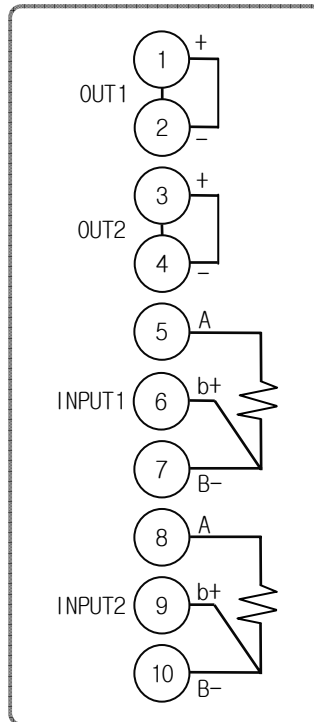 1 +
OUT1
2 -
3 +
OUT2
4 -
5 A
INPUT1 6 b+
7 B-
8 A
INPUT2 9 b+
10 B-